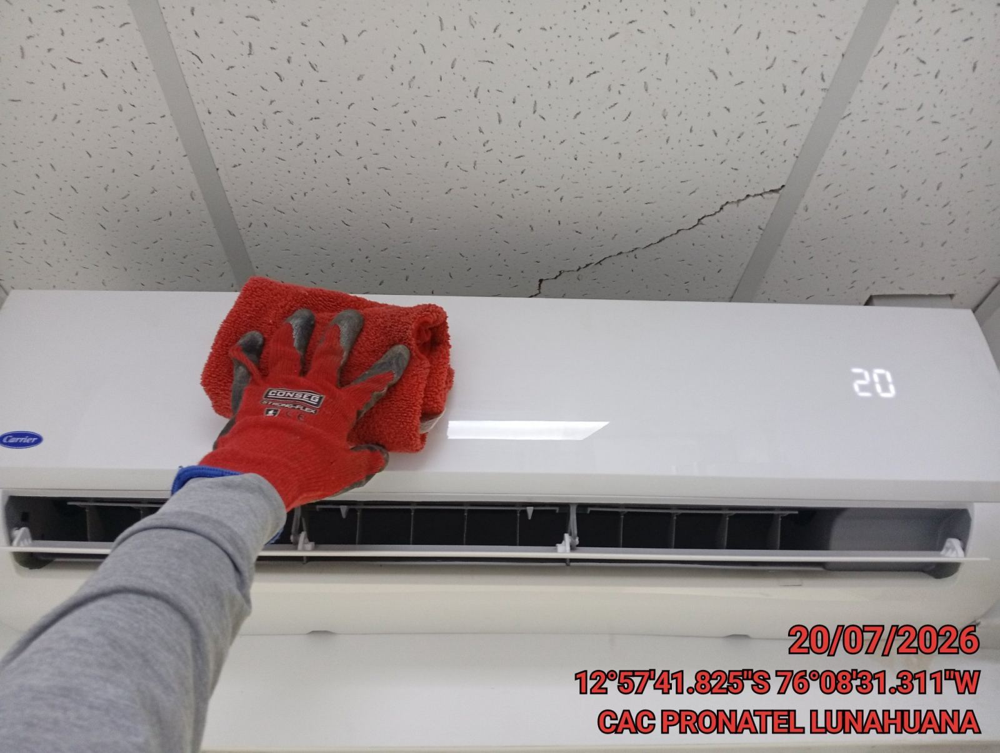 CONSEG
STRONG-FLEX
CE
20
Carrier
20/07/2026
12°57'41.825"S 76°08'31.311"W
CAC PRONATEL LUNAHUANA